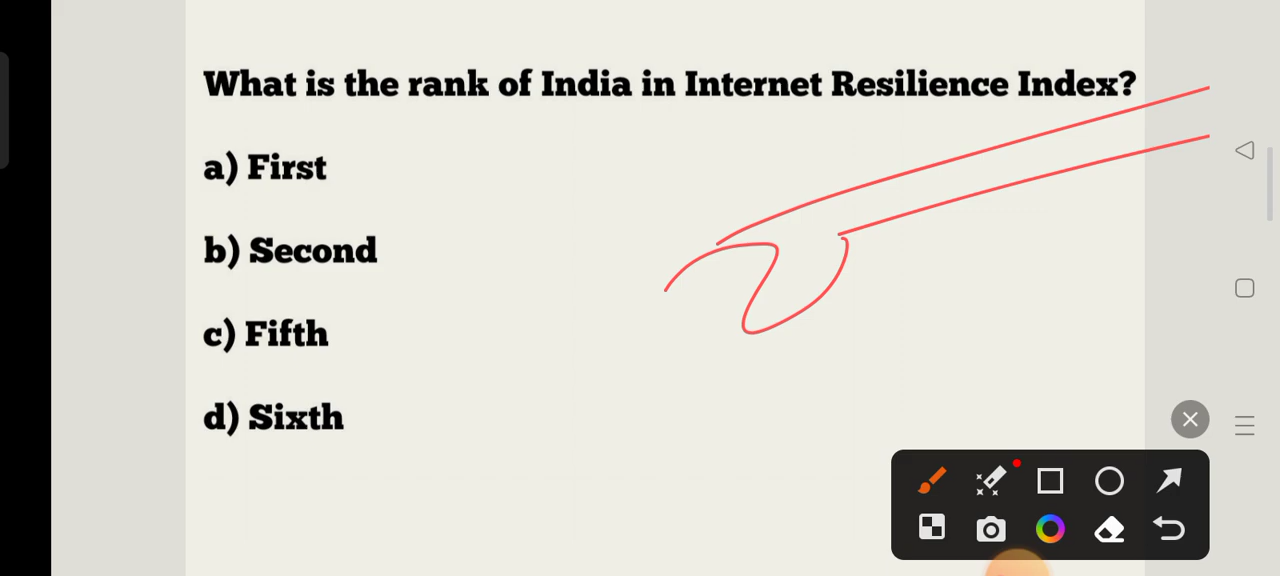 What is the rank of India in Internet Resilience Index?
a) First
b) Second
c) Fifth
d) Sixth